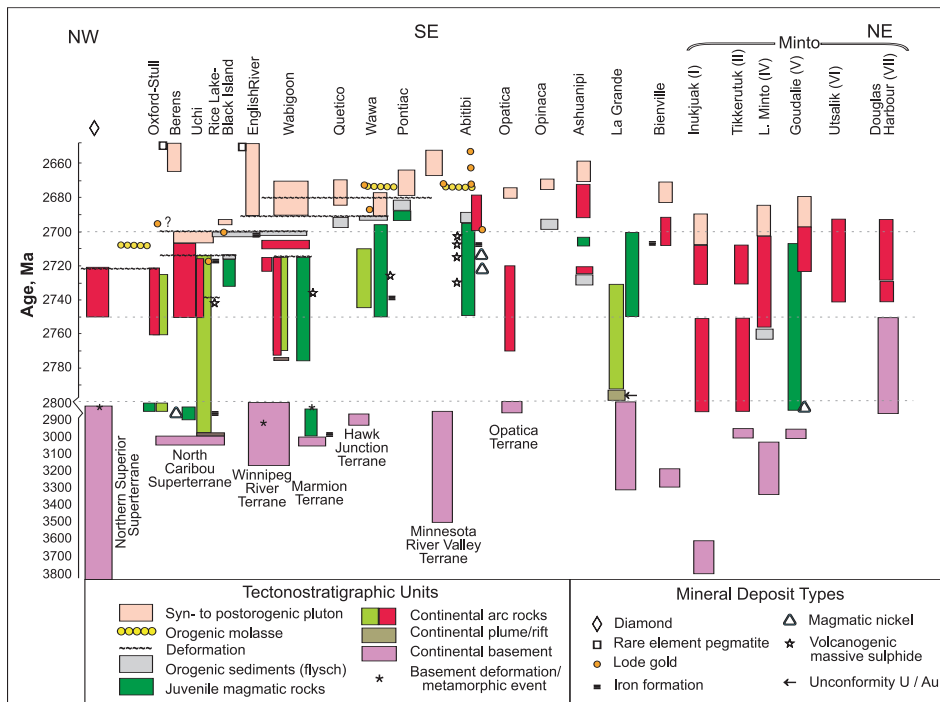 NW
SE
NE
Minto
Oxford-Stull
Berens
Uchi
Rice Lake-
Black Island
EnglishRiver
Wabigoon
Quetico
Wawa
Pontiac
Abitibi
Opatica
Opinaca
Ashuanipi
La Grande
Bienville
Inukjuak (I)
Tikkerutuk (II)
L. Minto (IV)
Goudalie (V)
Utsalik (VI)
Douglas
Harbour (VII)
Age, Ma
2660
2680
2700
2720
2740
2760
2780
2800
2900
3000
3100
3200
3300
3400
3500
3600
3700
3800
?
Northern Superior
Superterrane
North
Caribou
Superterrane
Winnipeg
River
Terrane
Marmion
Terrane
Hawk
Junction
Terrane
Minnesota
River Valley
Terrane
Opatica
Terrane
Tectonostratigraphic Units
Syn- to postorogenic pluton
Orogenic molasse
Deformation
Orogenic sediments (flysch)
Juvenile magmatic rocks
Continental arc rocks
Continental plume/rift
Continental basement
* Basement deformation/
metamorphic event
Mineral Deposit Types
Diamond
Rare element pegmatite
Lode gold
Iron formation
Magmatic nickel
Volcanogenic
massive sulphide
Unconformity U / Au